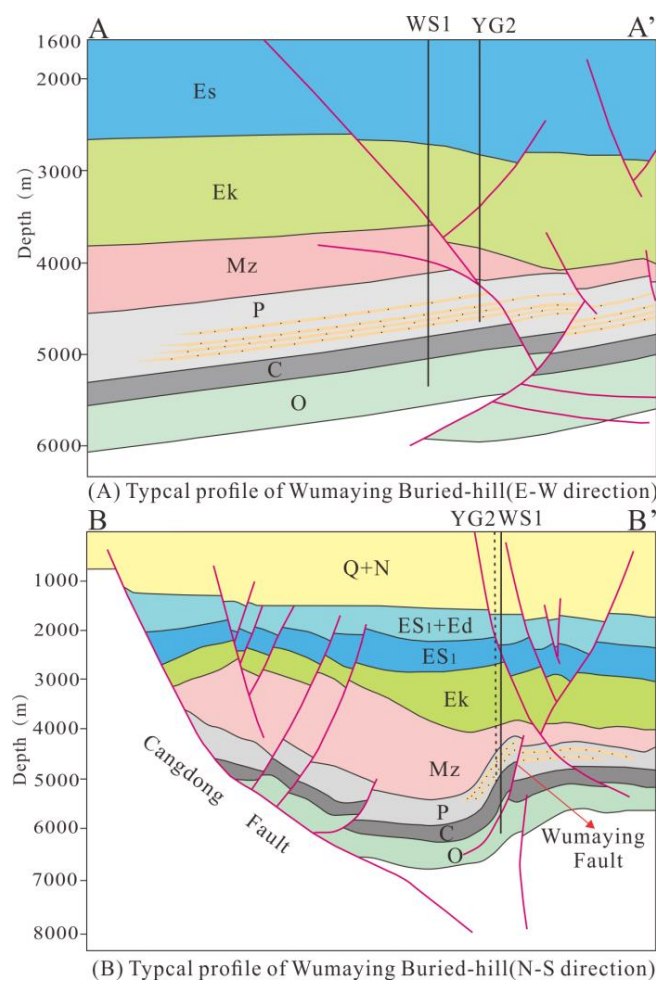 A
WS1 YG2
A'
1600
2000
3000
4000
5000
6000
Depth (m)
Es
Ek
Mz
P
C
O
(A) Typcal profile of Wumaying Buried-hill(E-W direction)
B
YG2 WS1
B'
1000
2000
3000
4000
5000
6000
7000
8000
Depth (m)
Q+N
ES1+Ed
ES1
Ek
Mz
P
C
O
Cangdong
Fault
Wumaying
Fault
(B) Typcal profile of Wumaying Buried-hill(N-S direction)